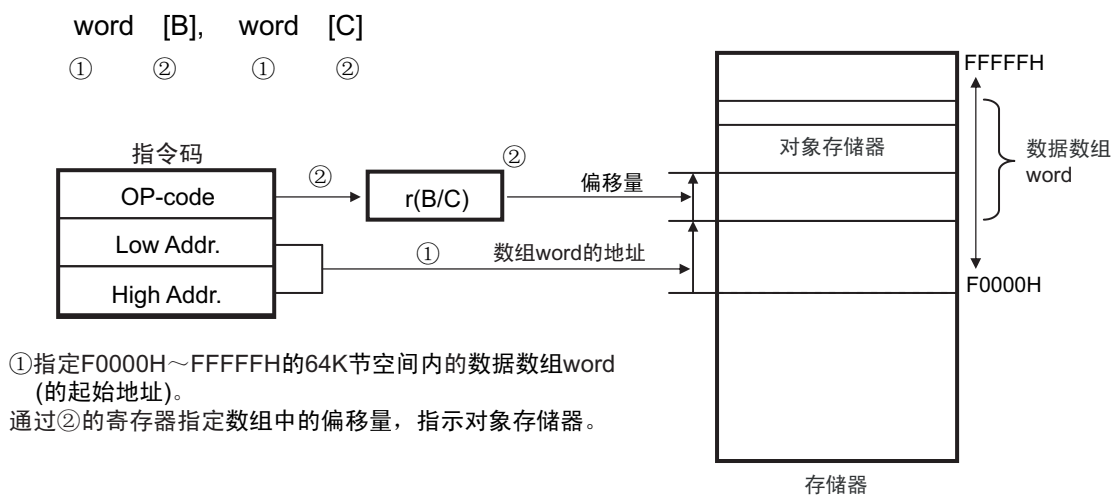 word [B], word [C]
① ② ① ②
FFFFFH
指令码
OP-code
Low Addr.
High Addr.
②
r(B/C)
②
偏移量
①
数组word的地址
对象存储器
数据数组
word
F0000H
①指定F0000H～FFFFFH的64K节空间内的数据数组word
(的起始地址)。
通过②的寄存器指定数组中的偏移量，指示对象存储器。
存储器